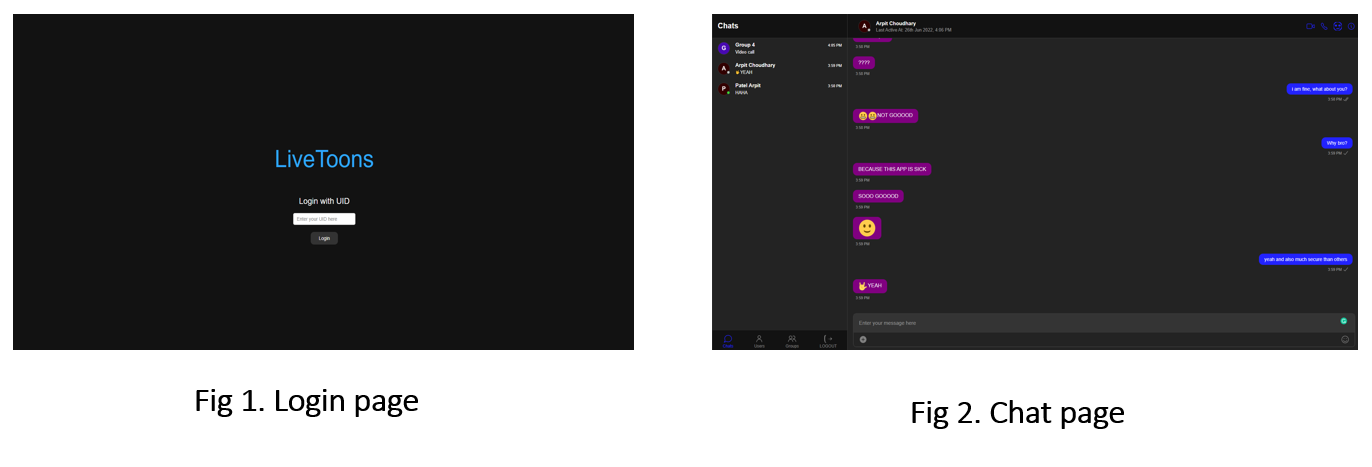 LiveToons
Login with UID
Enter your UID here
Login
Fig 1. Login page
Chats
G
Group 4
4:05 PM
Video call
A
Arpit Choudhary
3:59 PM
YEAH
P
Patel Arpit
3:59 PM
HAHA
Chats
Users
Groups
LOGOUT
A
Arpit Choudhary
Last Active At: 26th Jun 2022, 4:06 PM
3:58 PM
????
3:58 PM
i am fine, what about you?
3:58 PM
NOT GOOOOD
3:58 PM
Why bro?
3:59 PM
BECAUSE THIS APP IS SICK
3:59 PM
SOOO GOOOOD
3:59 PM
3:59 PM
yeah and also much secure than others
3:59 PM
YEAH
3:59 PM
Enter your message here
Fig 2. Chat page